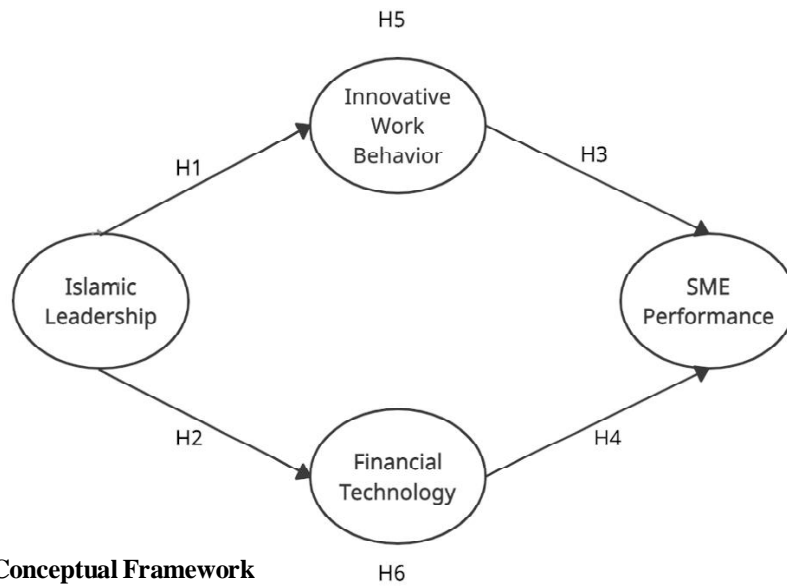 H5
Innovative
Work
Behavior
H1
H3
Islamic
Leadership
SME
Performance
H2
H4
Financial
Technology
Conceptual Framework
H6